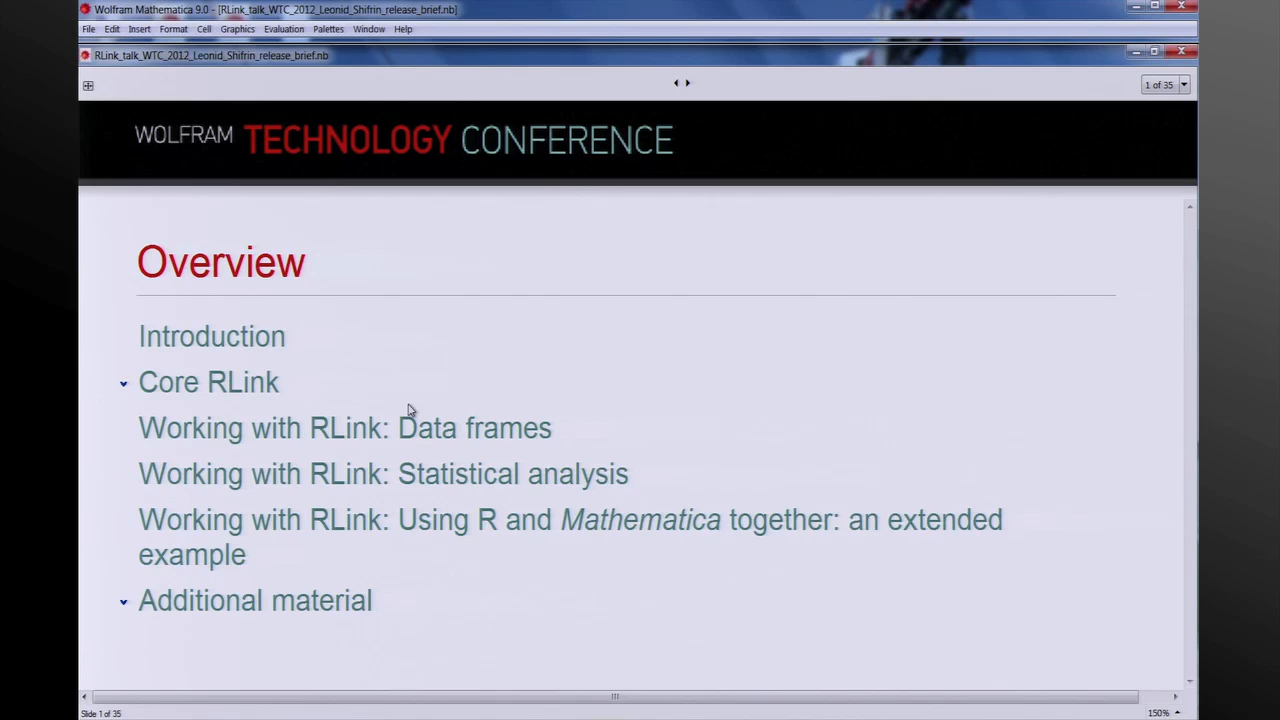 Wolfram Mathematica 9.0 - [RLink_talk_WTC_2012_Leonid_Shifrin_release_brief.nb]
File Edit Insert Format Cell Graphics Evaluation Palettes Window Help
RLink_talk_WTC_2012_Leonid_Shifrin_release_brief.nb
1 of 35
WOLFRAM TECHNOLOGY CONFERENCE
Overview
Introduction
Core RLink
Working with RLink: Data frames
Working with RLink: Statistical analysis
Working with RLink: Using R and Mathematica together: an extended
example
Additional material
Slide 1 of 35
150%